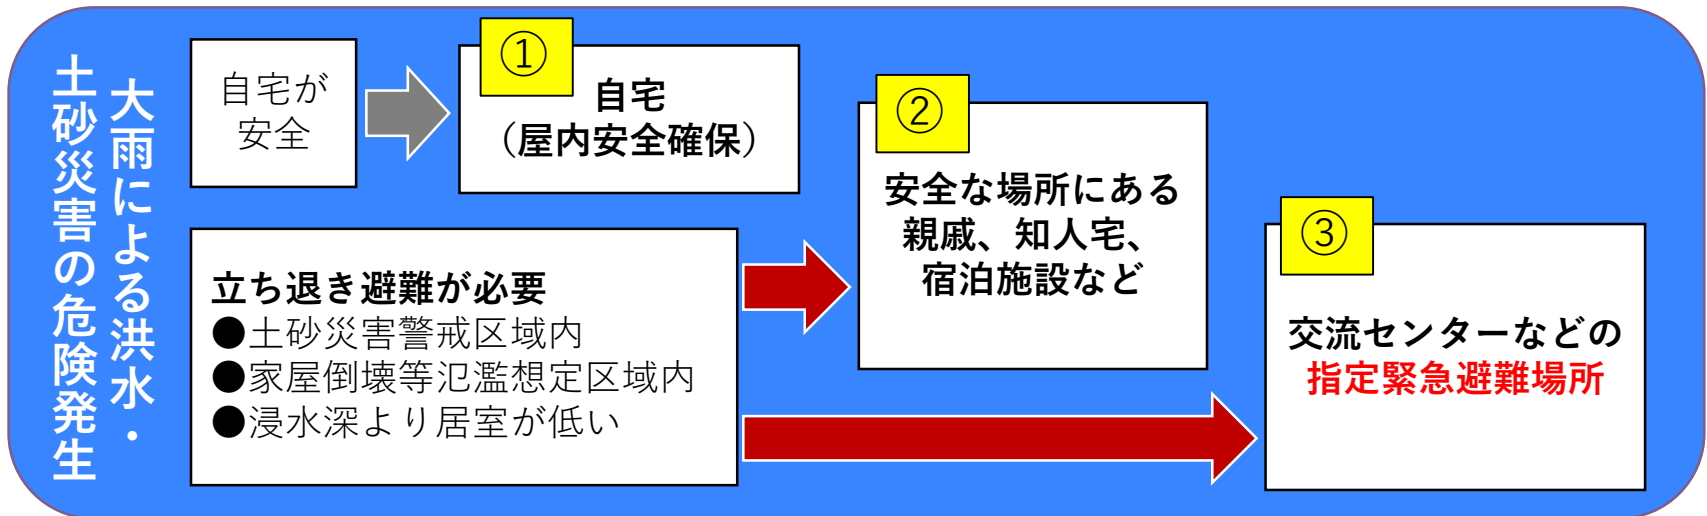 大雨による洪水・
土砂災害の危険発生
自宅が
安全
①
自宅
（屋内安全確保）
立ち退き避難が必要
●土砂災害警戒区域内
●家屋倒壊等氾濫想定区域内
●浸水深より居室が低い
②
安全な場所にある
親戚、知人宅、
宿泊施設など
③
交流センターなどの
指定緊急避難場所